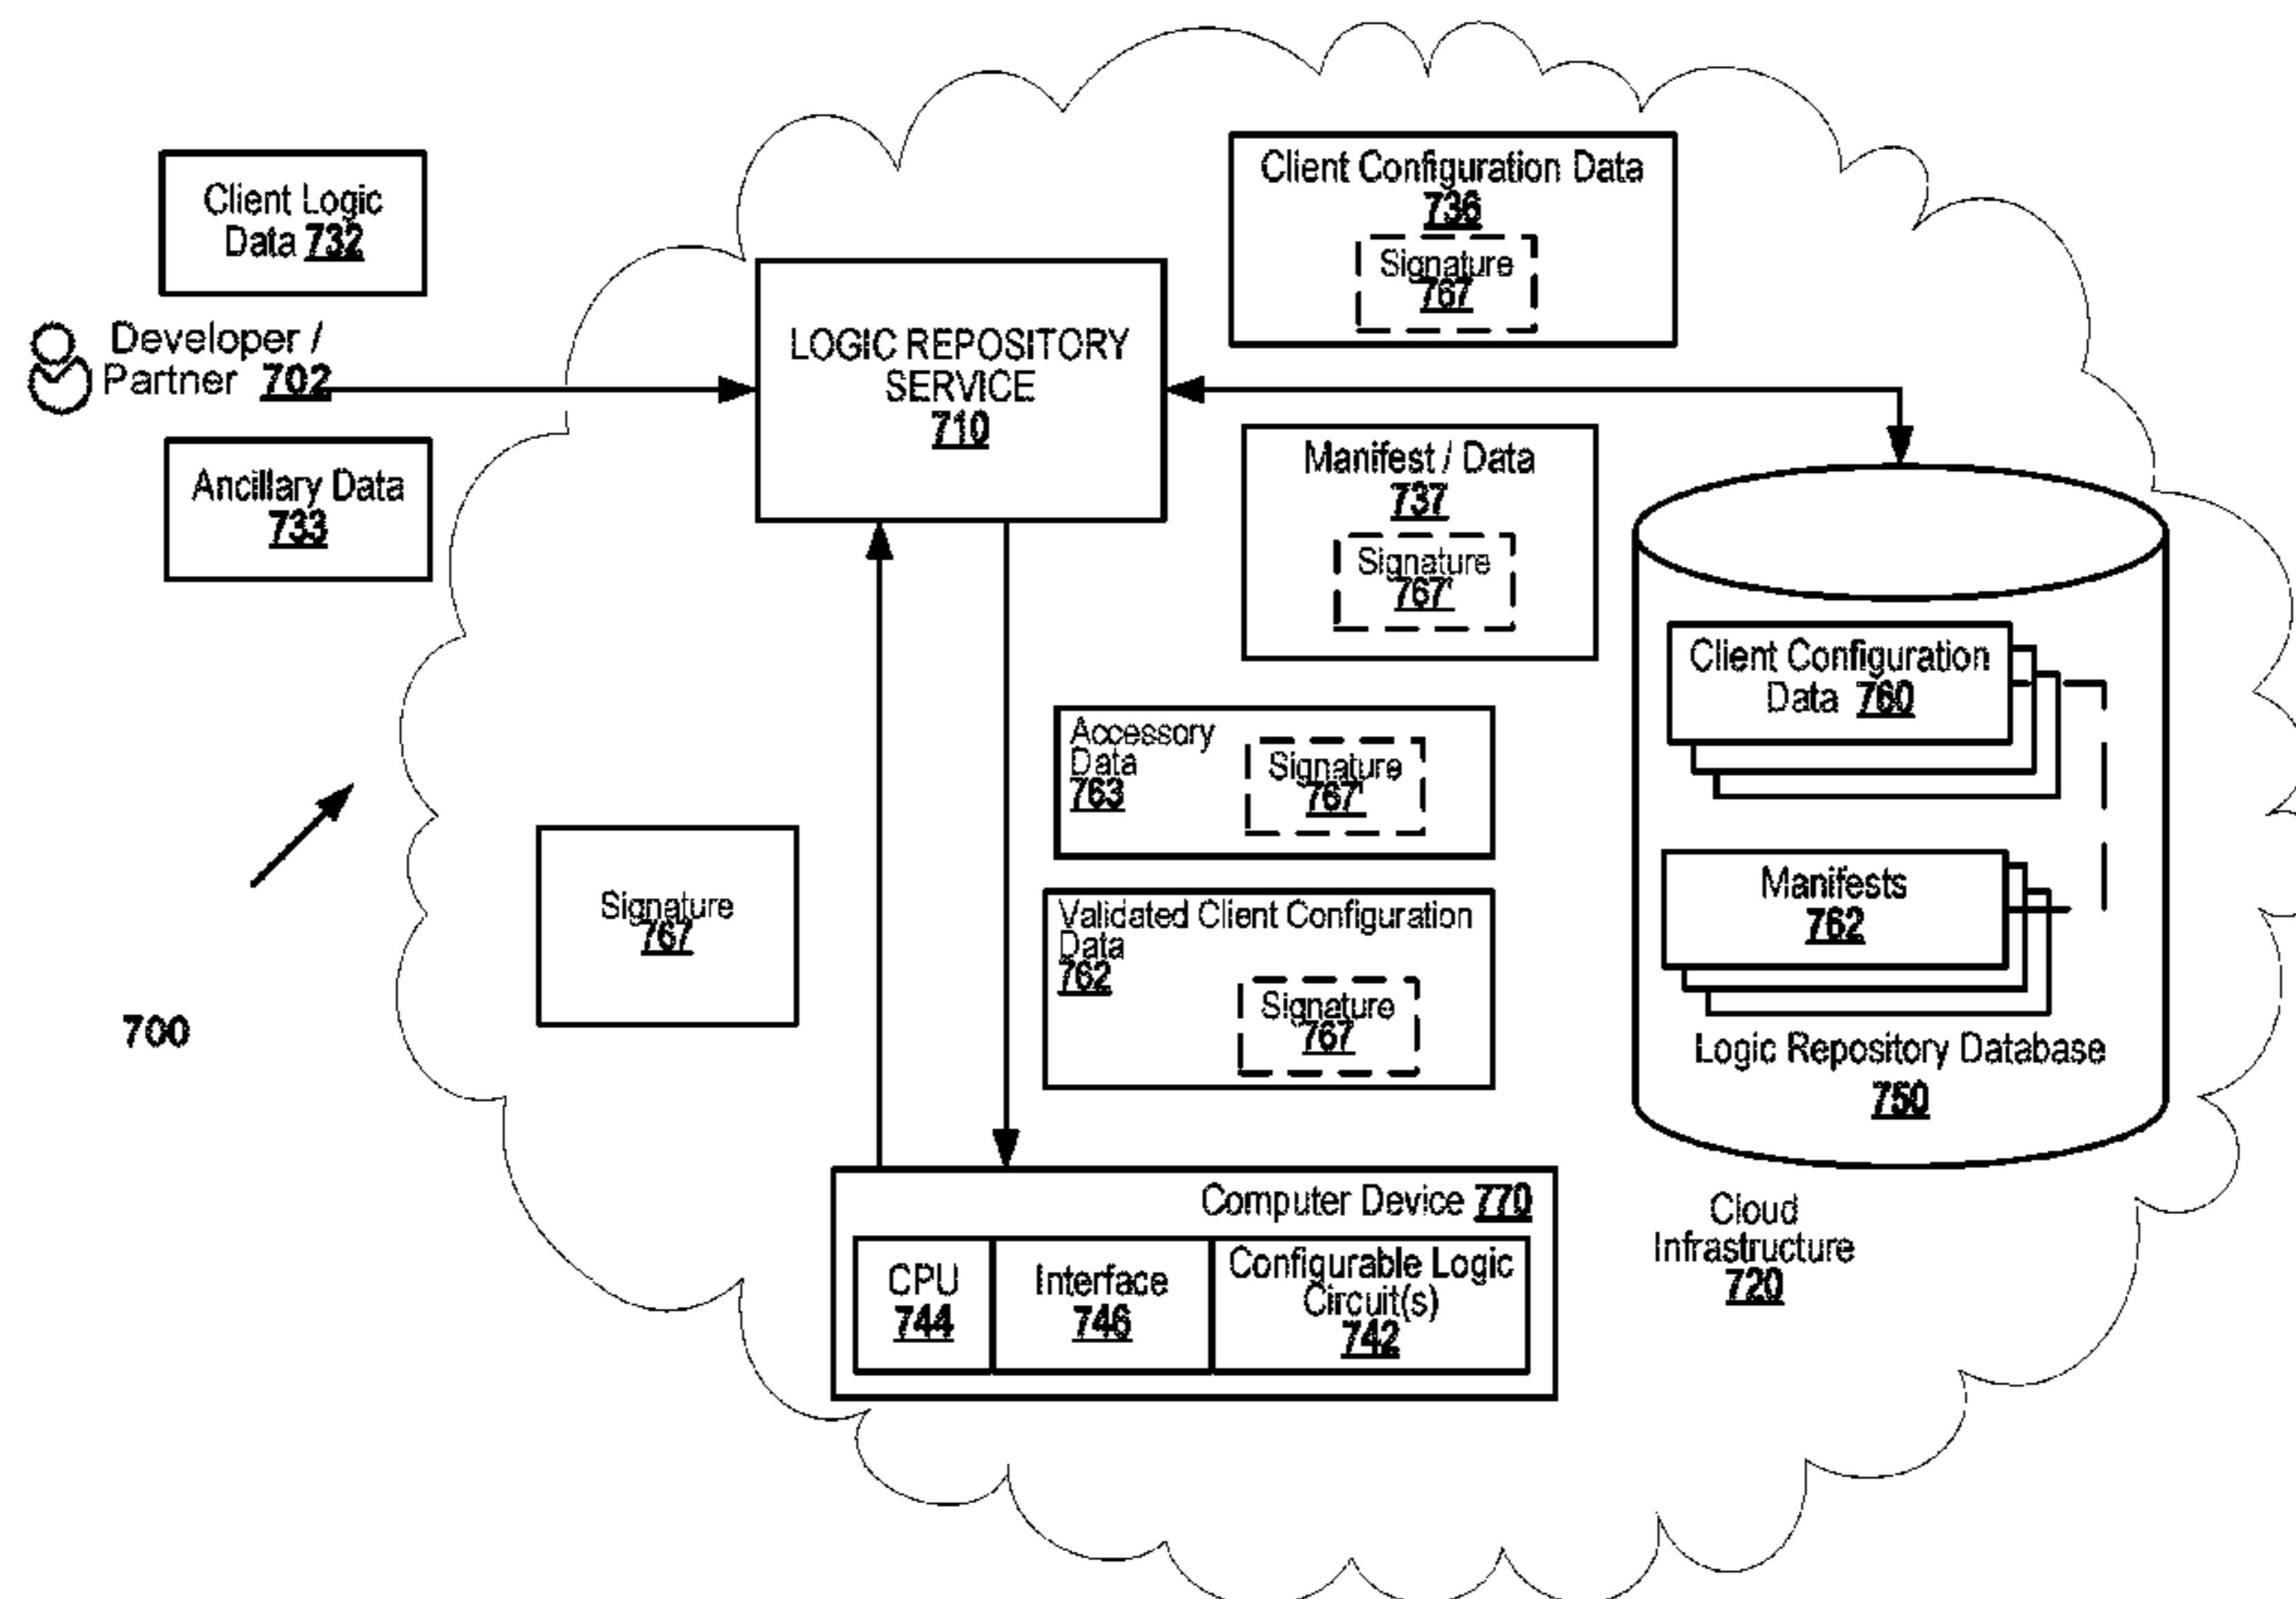 Client Logic
Data 732
Developer /
Partner 702
Ancillary Data
733
700
LOGIC REPOSITORY
SERVICE
710
Client Configuration Data
736
Signature
767
Manifest / Data
737
Signature
767'
Accessory
Data
763
Signature
767'
Validated Client Configuration
Data
762
Signature
767
Signature
767
Client Configuration
Data 760
Manifests
762
Logic Repository Database
750
Computer Device 770
CPU
744
Interface
746
Configurable Logic
Circuit(s)
742
Cloud
Infrastructure
720